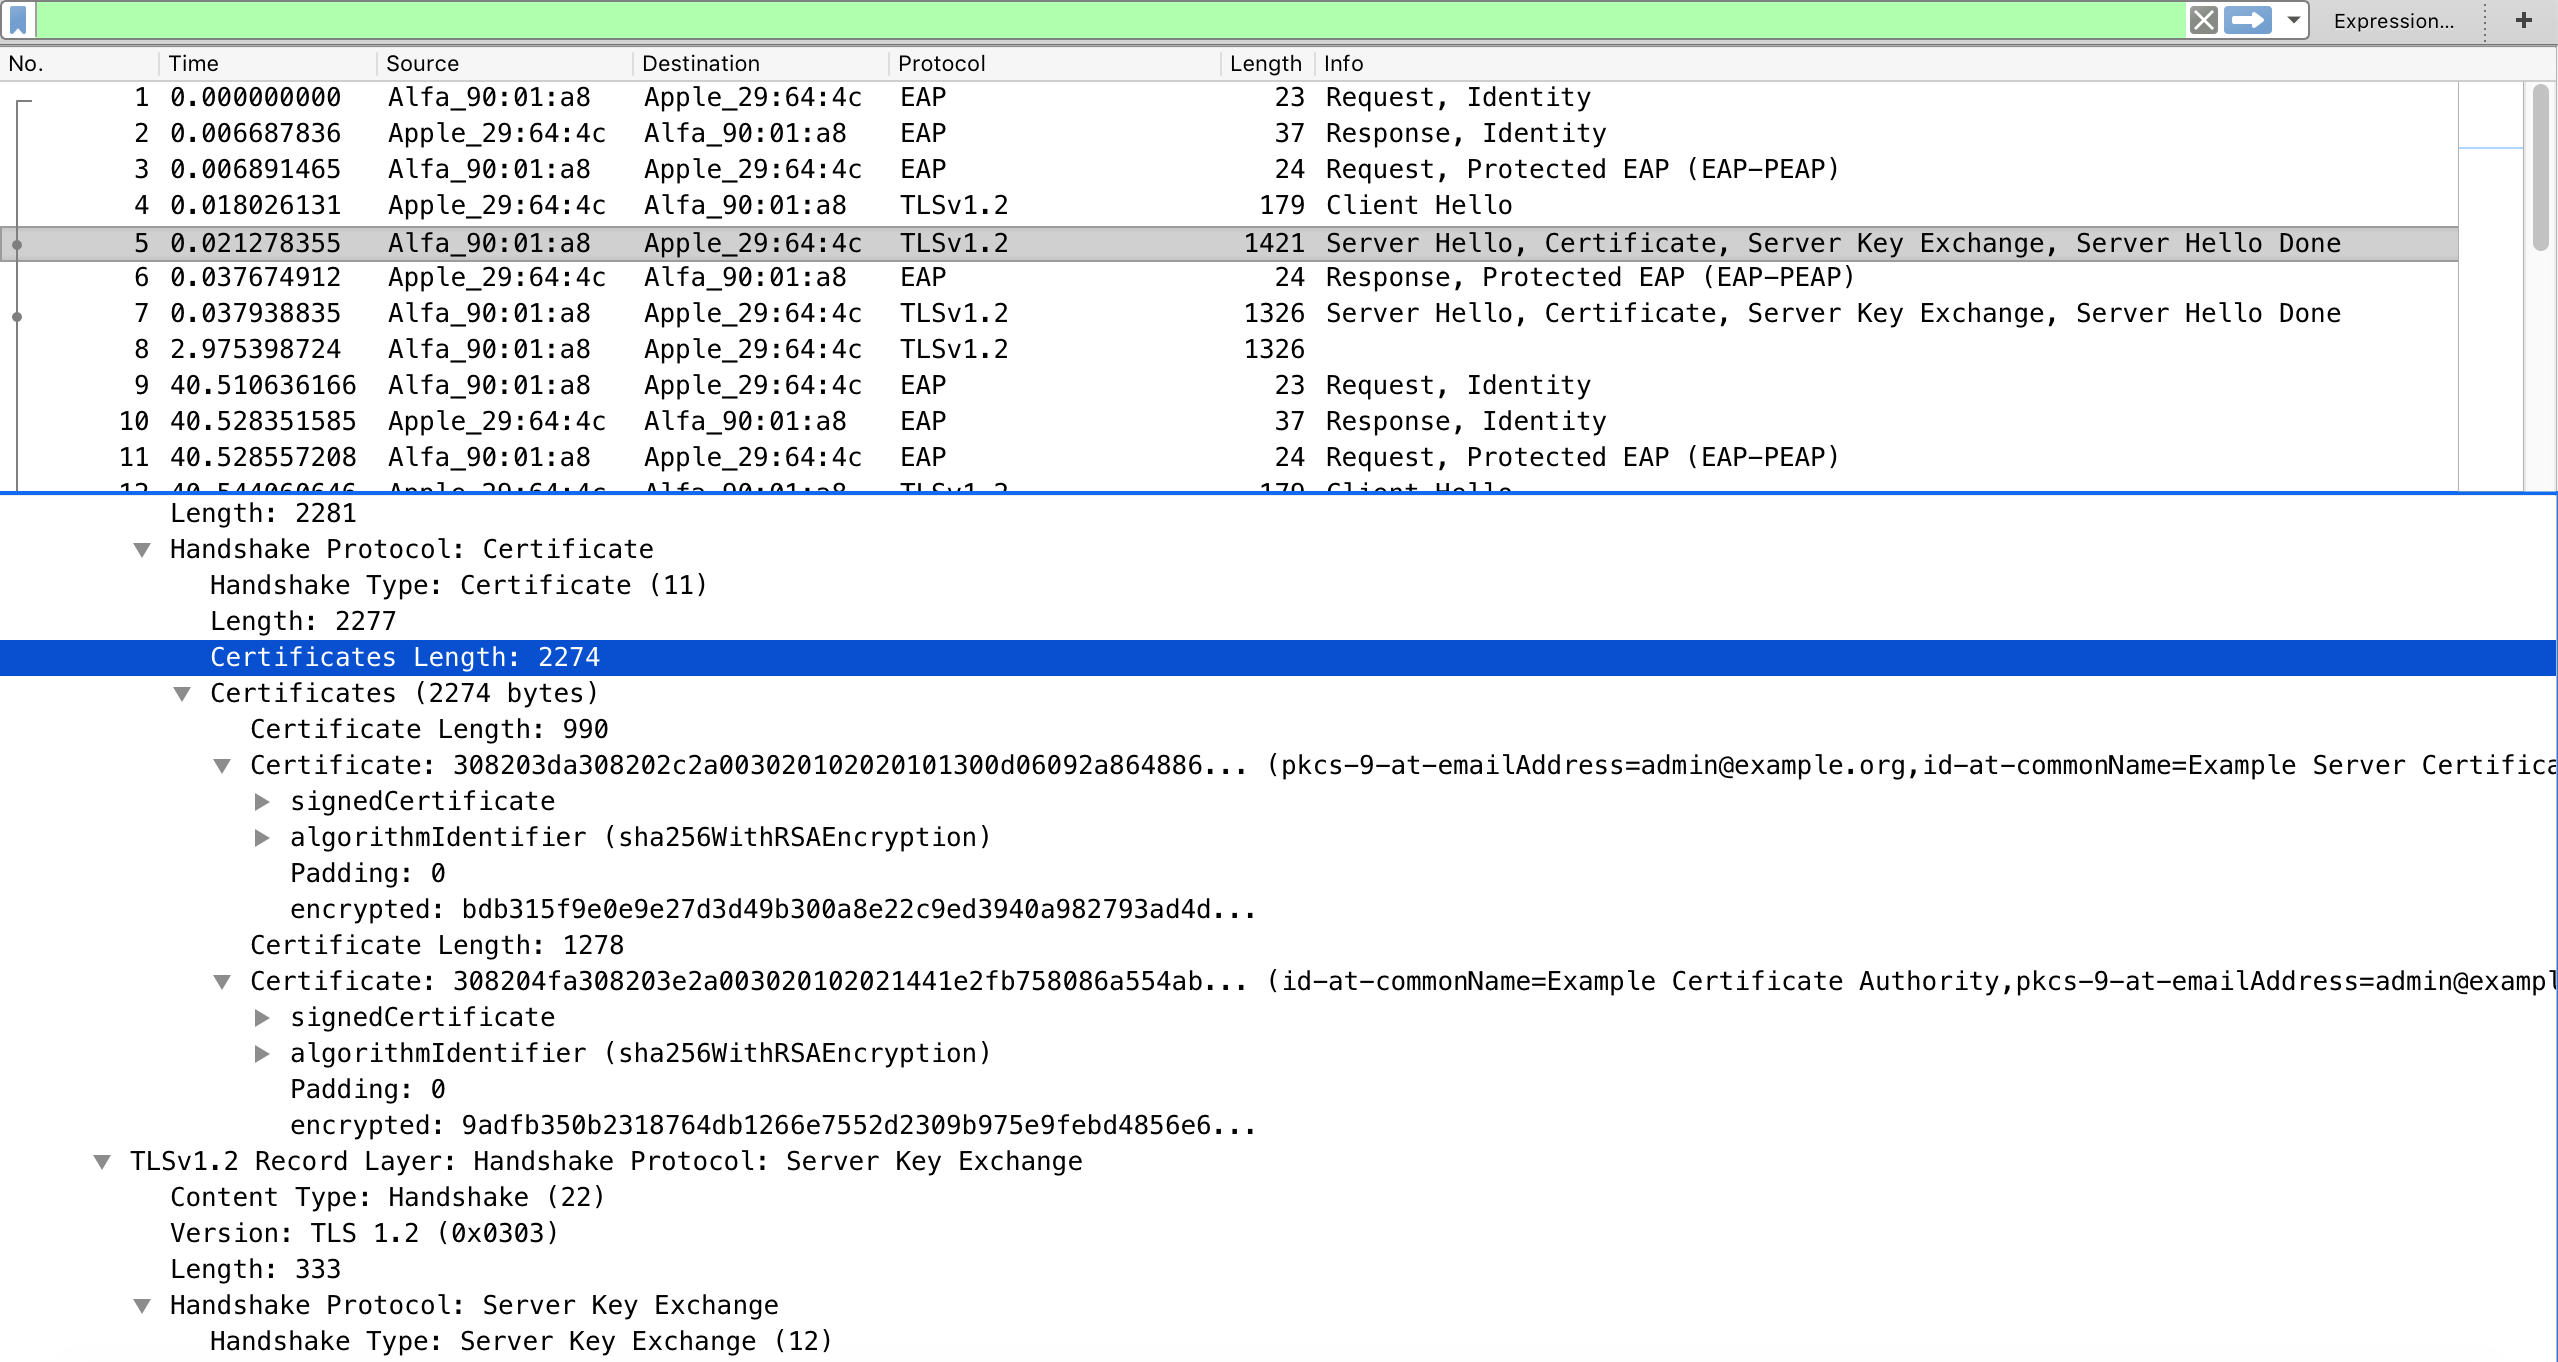 Expression... +
No. Time Source Destination Protocol Length Info
1 0.000000000 Alfa_90:01:a8 Apple_29:64:4c EAP 23 Request, Identity
2 0.006687836 Apple_29:64:4c Alfa_90:01:a8 EAP 37 Response, Identity
3 0.006891465 Alfa_90:01:a8 Apple_29:64:4c EAP 24 Request, Protected EAP (EAP-PEAP)
4 0.018026131 Apple_29:64:4c Alfa_90:01:a8 TLSv1.2 179 Client Hello
5 0.021278355 Alfa_90:01:a8 Apple_29:64:4c TLSv1.2 1421 Server Hello, Certificate, Server Key Exchange, Server Hello Done
6 0.037674912 Apple_29:64:4c Alfa_90:01:a8 EAP 24 Response, Protected EAP (EAP-PEAP)
7 0.037938835 Alfa_90:01:a8 Apple_29:64:4c TLSv1.2 1326 Server Hello, Certificate, Server Key Exchange, Server Hello Done
8 2.975398724 Alfa_90:01:a8 Apple_29:64:4c TLSv1.2 1326
9 40.510636166 Alfa_90:01:a8 Apple_29:64:4c EAP 23 Request, Identity
10 40.528351585 Apple_29:64:4c Alfa_90:01:a8 EAP 37 Response, Identity
11 40.528557208 Alfa_90:01:a8 Apple_29:64:4c EAP 24 Request, Protected EAP (EAP-PEAP)
12 40.544060646 Apple_29:64:4c Alfa_90:01:a8 TLSv1.2 179 Client Hello
Length: 2281
Handshake Protocol: Certificate
Handshake Type: Certificate (11)
Length: 2277
Certificates Length: 2274
Certificates (2274 bytes)
Certificate Length: 990
Certificate: 308203da308202c2a003020102020101300d06092a864886... (pkcs-9-at-emailAddress=admin@example.org,id-at-commonName=Example Server Certifica
signedCertificate
algorithmIdentifier (sha256WithRSAEncryption)
Padding: 0
encrypted: bdb315f9e0e9e27d3d49b300a8e22c9ed3940a982793ad4d...
Certificate Length: 1278
Certificate: 308204fa308203e2a003020102021441e2fb758086a554ab... (id-at-commonName=Example Certificate Authority,pkcs-9-at-emailAddress=admin@exampl
signedCertificate
algorithmIdentifier (sha256WithRSAEncryption)
Padding: 0
encrypted: 9adfb350b2318764db1266e7552d2309b975e9febd4856e6...
TLSv1.2 Record Layer: Handshake Protocol: Server Key Exchange
Content Type: Handshake (22)
Version: TLS 1.2 (0x0303)
Length: 333
Handshake Protocol: Server Key Exchange
Handshake Type: Server Key Exchange (12)